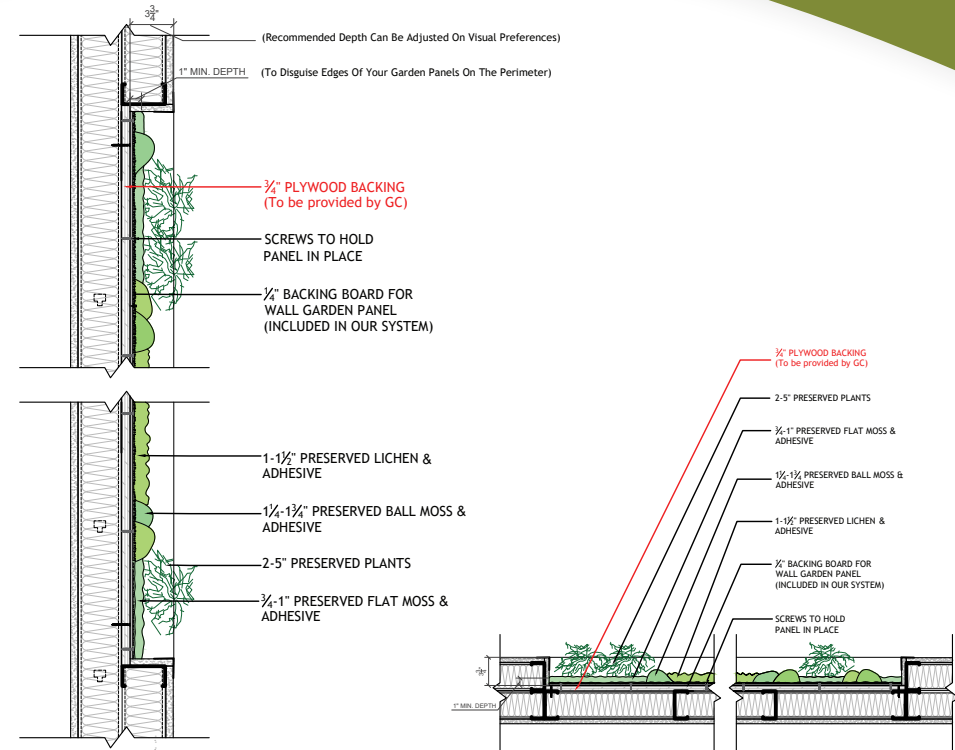 3¾"
(Recommended Depth Can Be Adjusted On Visual Preferences)
1" MIN. DEPTH
(To Disguise Edges Of Your Garden Panels On The Perimeter)
¾" PLYWOOD BACKING
(To be provided by GC)
SCREWS TO HOLD
PANEL IN PLACE
¼" BACKING BOARD FOR
WALL GARDEN PANEL
(INCLUDED IN OUR SYSTEM)
1-1½" PRESERVED LICHEN &
ADHESIVE
1¼-1¾" PRESERVED BALL MOSS &
ADHESIVE
2-5" PRESERVED PLANTS
¾-1" PRESERVED FLAT MOSS &
ADHESIVE
¾" PLYWOOD BACKING
(To be provided by GC)
2-5" PRESERVED PLANTS
¾-1" PRESERVED FLAT MOSS &
ADHESIVE
1¼-1¾ PRESERVED BALL MOSS &
ADHESIVE
1-1½" PRESERVED LICHEN &
ADHESIVE
¼" BACKING BOARD FOR
WALL GARDEN PANEL
(INCLUDED IN OUR SYSTEM)
SCREWS TO HOLD
PANEL IN PLACE
1" MIN. DEPTH